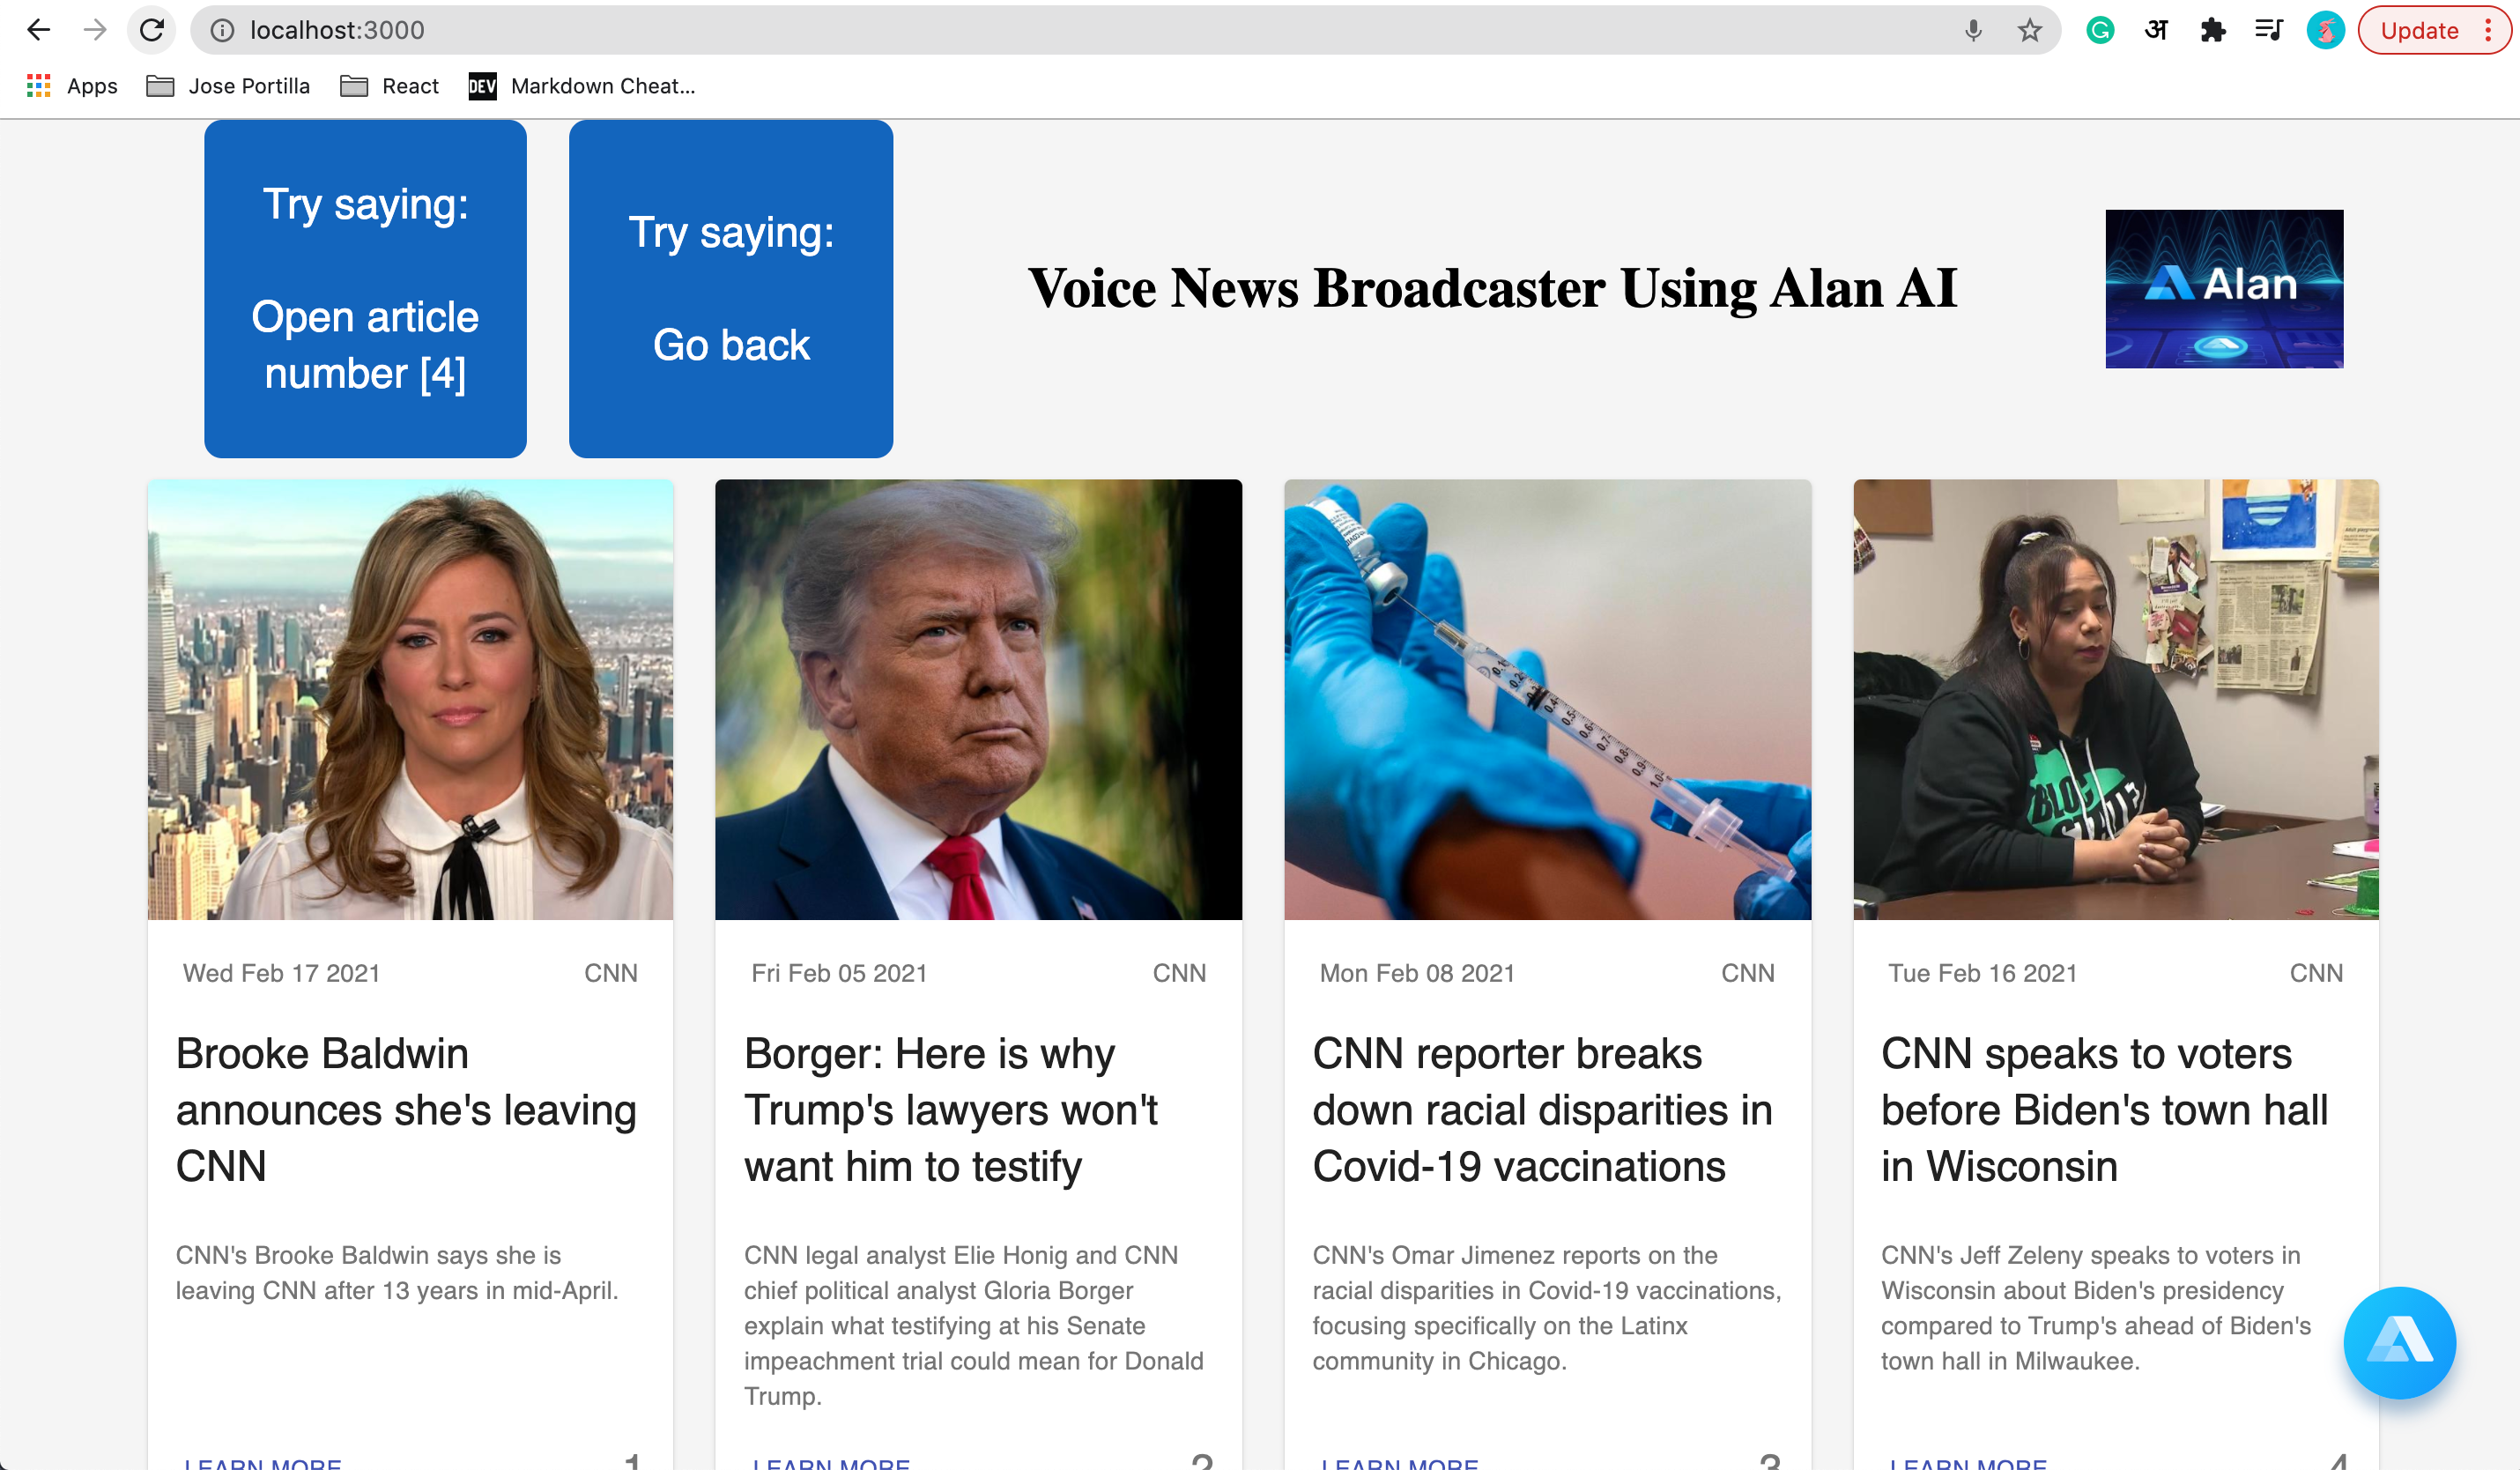 localhost:3000
अ
Update
Apps
Jose Portilla
React
DEV
Markdown Cheat...
Try saying:
Open article
number [4]
Try saying:
Go back
Voice News Broadcaster Using Alan AI
Alan
Wed Feb 17 2021
CNN
Brooke Baldwin
announces she's leaving
CNN
CNN's Brooke Baldwin says she is
leaving CNN after 13 years in mid-April.
LEARN MORE
1
Fri Feb 05 2021
CNN
Borger: Here is why
Trump's lawyers won't
want him to testify
CNN legal analyst Elie Honig and CNN
chief political analyst Gloria Borger
explain what testifying at his Senate
impeachment trial could mean for Donald
Trump.
LEARN MORE
2
Mon Feb 08 2021
CNN
CNN reporter breaks
down racial disparities in
Covid-19 vaccinations
CNN's Omar Jimenez reports on the
racial disparities in Covid-19 vaccinations,
focusing specifically on the Latinx
community in Chicago.
LEARN MORE
3
Tue Feb 16 2021
CNN
CNN speaks to voters
before Biden's town hall
in Wisconsin
CNN's Jeff Zeleny speaks to voters in
Wisconsin about Biden's presidency
compared to Trump's ahead of Biden's
town hall in Milwaukee.
LEARN MORE
4